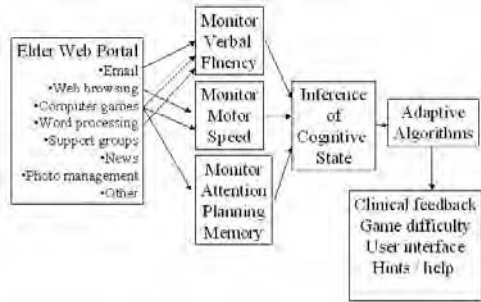 Elder Web Portal
•Email
•Web browsing
•Computer games
•Word processing
•Support groups
•News
•Photo management
•Other
Monitor
Verbal
Fluency
Monitor
Motor
Speed
Monitor
Attention
Planning
Memory
Inference
of
Cognitive
State
Adaptive
Algorithms
Clinical feedback
Game difficulty
User interface
Hints / help